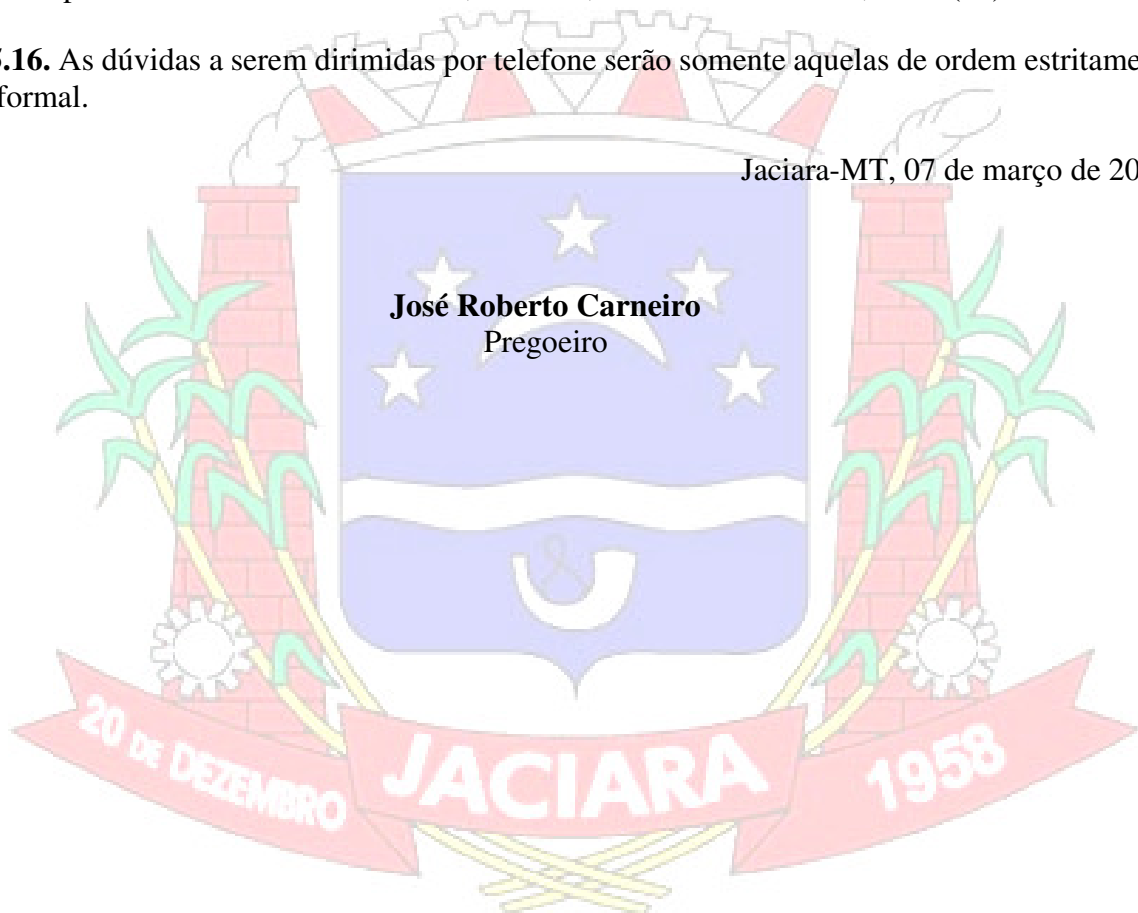 5.16. As dúvidas a serem dirimidas por telefone serão somente aquelas de ordem estritame
formal.
Jaciara-MT, 07 de março de 20
José Roberto Carneiro
Pregoeiro
20 DE DEZEMBRO
JACIARA
1958